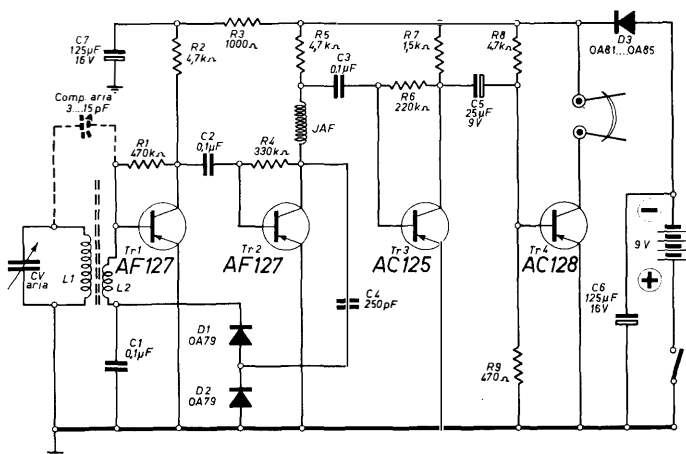 C7
125µF
16V
R2
4,7kΩ
R3
1000Ω
R5
4,7kΩ
C3
0,1µF
R7
1,5kΩ
R8
4,7kΩ
D3
OA81....OA85
Comp. aria
3....15pF
R1
470kΩ
C2
0,1µF
R4
330kΩ
JAF
R6
220kΩ
C5
25µF
9V
CV
aria
L1
L2
Tr1
AF127
Tr2
AF127
Tr3
AC125
Tr4
AC128
−
9V
+
C1
0,1µF
D1
OA79
D2
OA79
C4
250pF
R9
470Ω
C6
125µF
16V